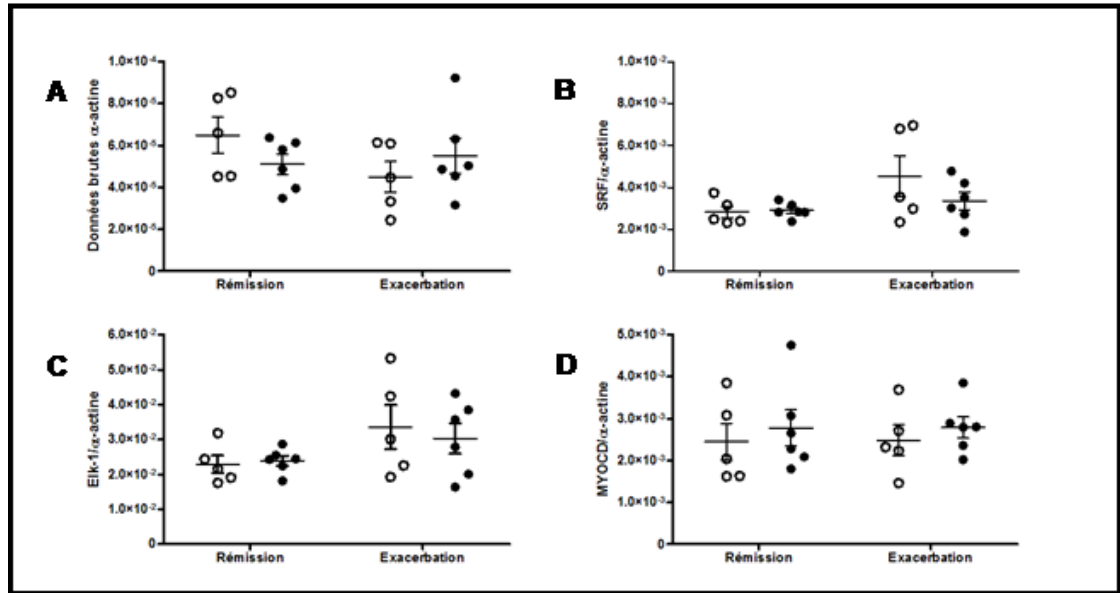 A
Données brutes α-actine
1.0×10⁻⁴
8.0×10⁻⁵
6.0×10⁻⁵
4.0×10⁻⁵
2.0×10⁻⁵
0
Rémission Exacerbation
B
SRF/α-actine
1.0×10⁻²
8.0×10⁻³
6.0×10⁻³
4.0×10⁻³
2.0×10⁻³
0
Rémission Exacerbation
C
Elk-1/α-actine
6.0×10⁻²
5.0×10⁻²
4.0×10⁻²
3.0×10⁻²
2.0×10⁻²
1.0×10⁻²
0
Rémission Exacerbation
D
MYOCD/α-actine
5.0×10⁻³
4.0×10⁻³
3.0×10⁻³
2.0×10⁻³
1.0×10⁻³
0
Rémission Exacerbation